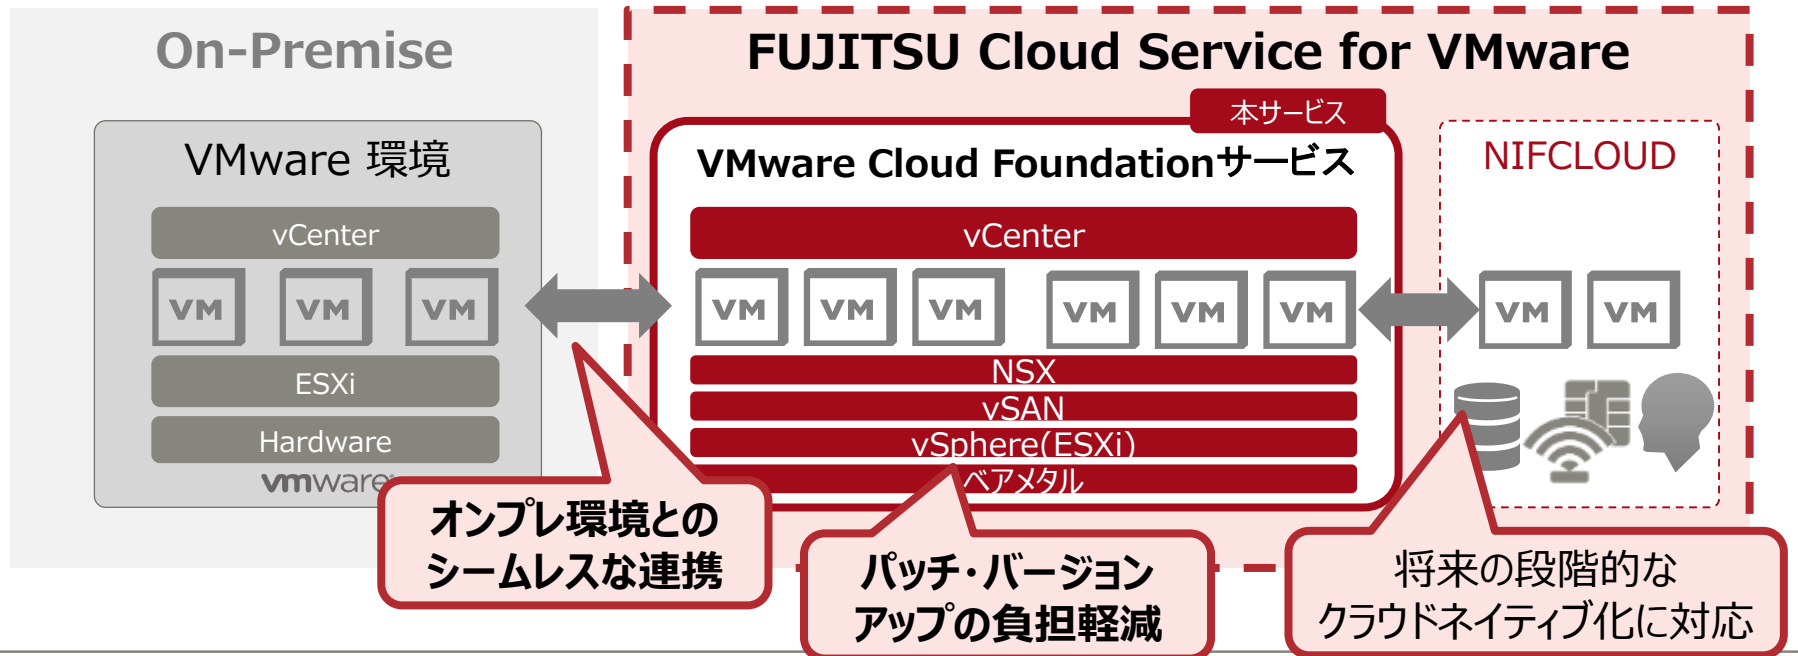 On-Premise
VMware 環境
vCenter
VM
VM
VM
ESXi
Hardware
vmware
FUJITSU Cloud Service for VMware
本サービス
VMware Cloud Foundationサービス
vCenter
VM
VM
VM
VM
VM
VM
NSX
vSAN
vSphere(ESXi)
ベアメタル
NIFCLOUD
VM
VM
オンプレ環境との
シームレスな連携
パッチ・バージョン
アップの負担軽減
将来の段階的な
クラウドネイティブ化に対応